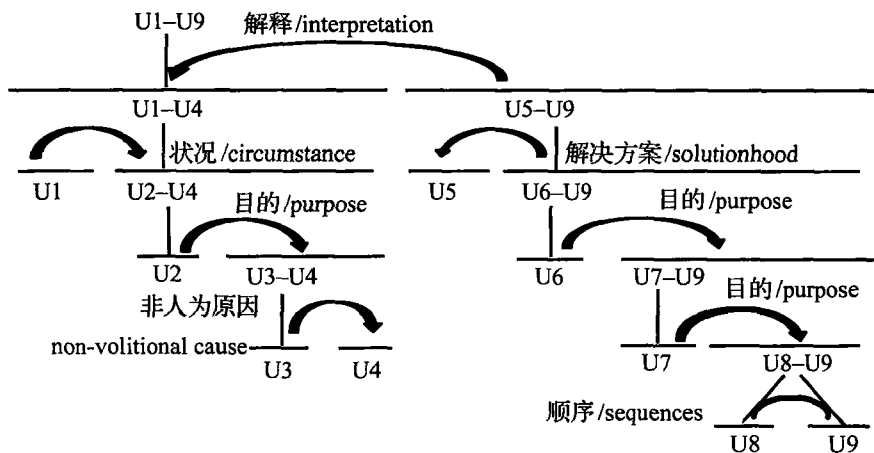 U1–U9 解释/interpretation
U1–U4 U5–U9
状况/circumstance 解决方案/solutionhood
U1 U2–U4 U5 U6–U9
目的/purpose 目的/purpose
U2 U3–U4 U6 U7–U9
非人为原因 目的/purpose
non-volitional cause U3 U4 U7 U8–U9
顺序/sequences
U8 U9